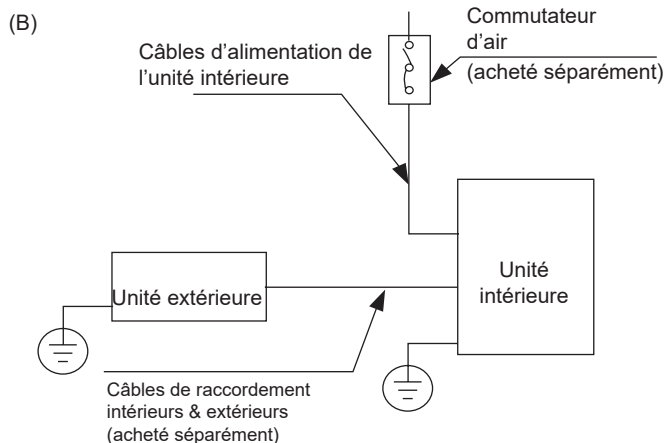 (B)
Câbles d’alimentation de
l’unité intérieure
Commutateur
d’air
(acheté séparément)
Unité extérieure
Unité
intérieure
Câbles de raccordement
intérieurs & extérieurs
(acheté séparément)